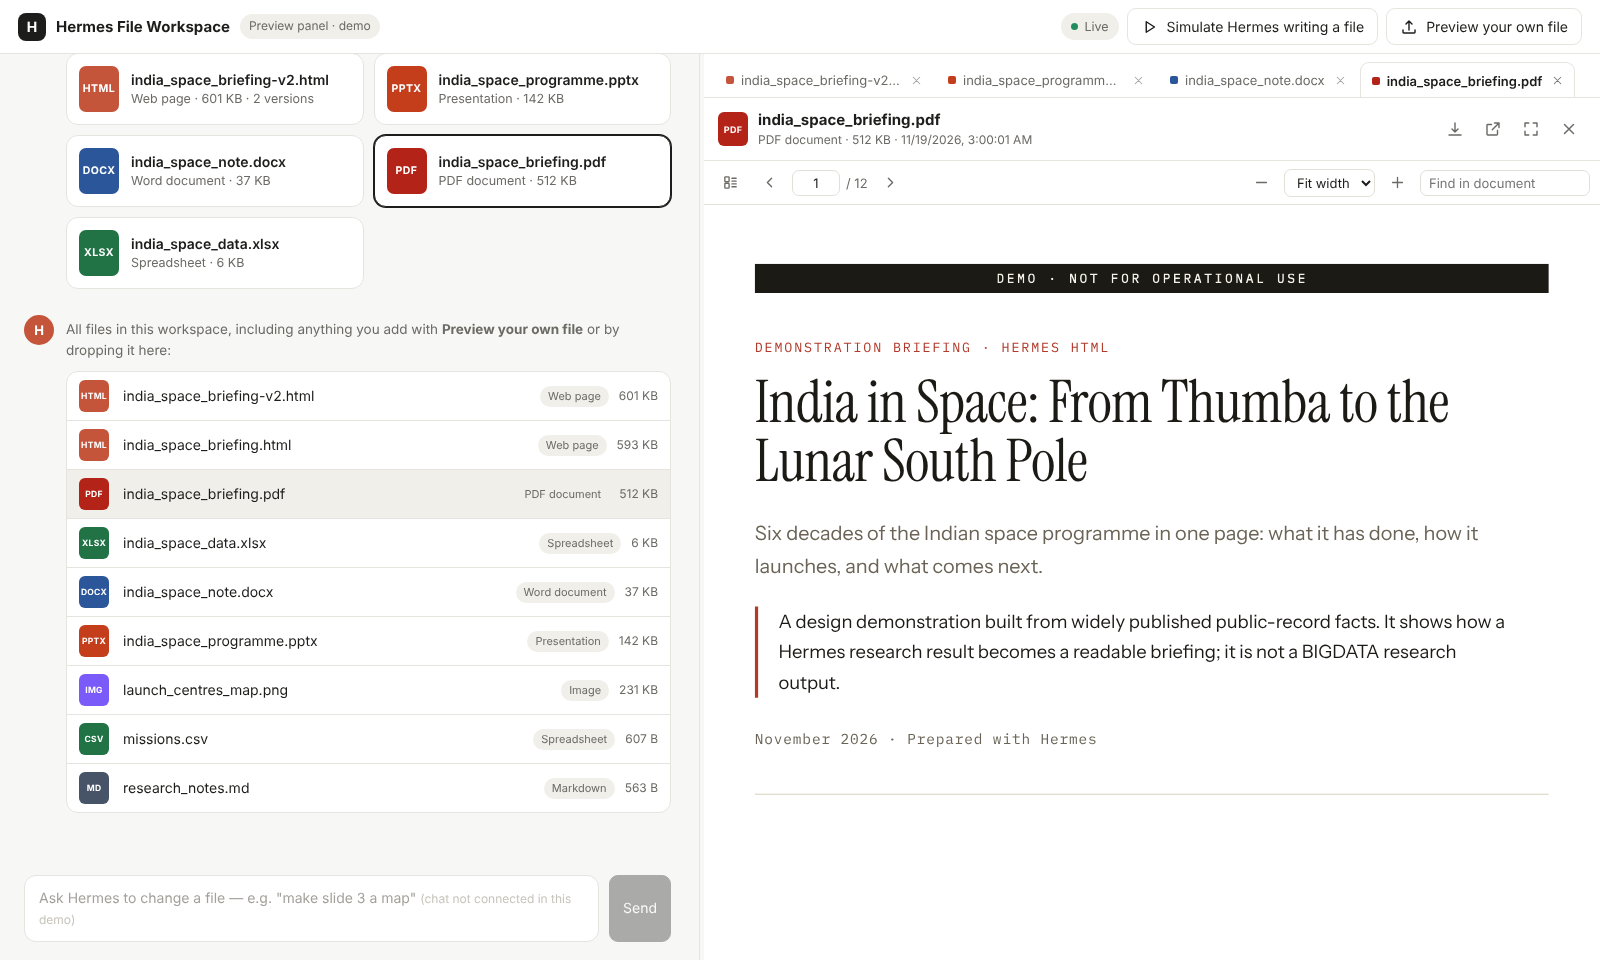 H Hermes File Workspace Preview panel · demo Live Simulate Hermes writing a file Preview your own file
HTML india_space_briefing-v2.html
Web page · 601 KB · 2 versions
PPTX india_space_programme.pptx
Presentation · 142 KB
DOCX india_space_note.docx
Word document · 37 KB
PDF india_space_briefing.pdf
PDF document · 512 KB
XLSX india_space_data.xlsx
Spreadsheet · 6 KB
H All files in this workspace, including anything you add with Preview your own file or by
dropping it here:
HTML india_space_briefing-v2.html Web page 601 KB
HTML india_space_briefing.html Web page 593 KB
PDF india_space_briefing.pdf PDF document 512 KB
XLSX india_space_data.xlsx Spreadsheet 6 KB
DOCX india_space_note.docx Word document 37 KB
PPTX india_space_programme.pptx Presentation 142 KB
IMG launch_centres_map.png Image 231 KB
CSV missions.csv Spreadsheet 607 B
MD research_notes.md Markdown 563 B
Ask Hermes to change a file — e.g. "make slide 3 a map" (chat not connected in this
demo)
Send
india_space_briefing-v2... india_space_programm... india_space_note.docx india_space_briefing.pdf
PDF india_space_briefing.pdf
PDF document · 512 KB · 11/19/2026, 3:00:01 AM
1 / 12 Fit width Find in document
DEMO · NOT FOR OPERATIONAL USE
DEMONSTRATION BRIEFING · HERMES HTML
India in Space: From Thumba to the
Lunar South Pole
Six decades of the Indian space programme in one page: what it has done, how it
launches, and what comes next.
A design demonstration built from widely published public-record facts. It shows how a
Hermes research result becomes a readable briefing; it is not a BIGDATA research
output.
November 2026 · Prepared with Hermes